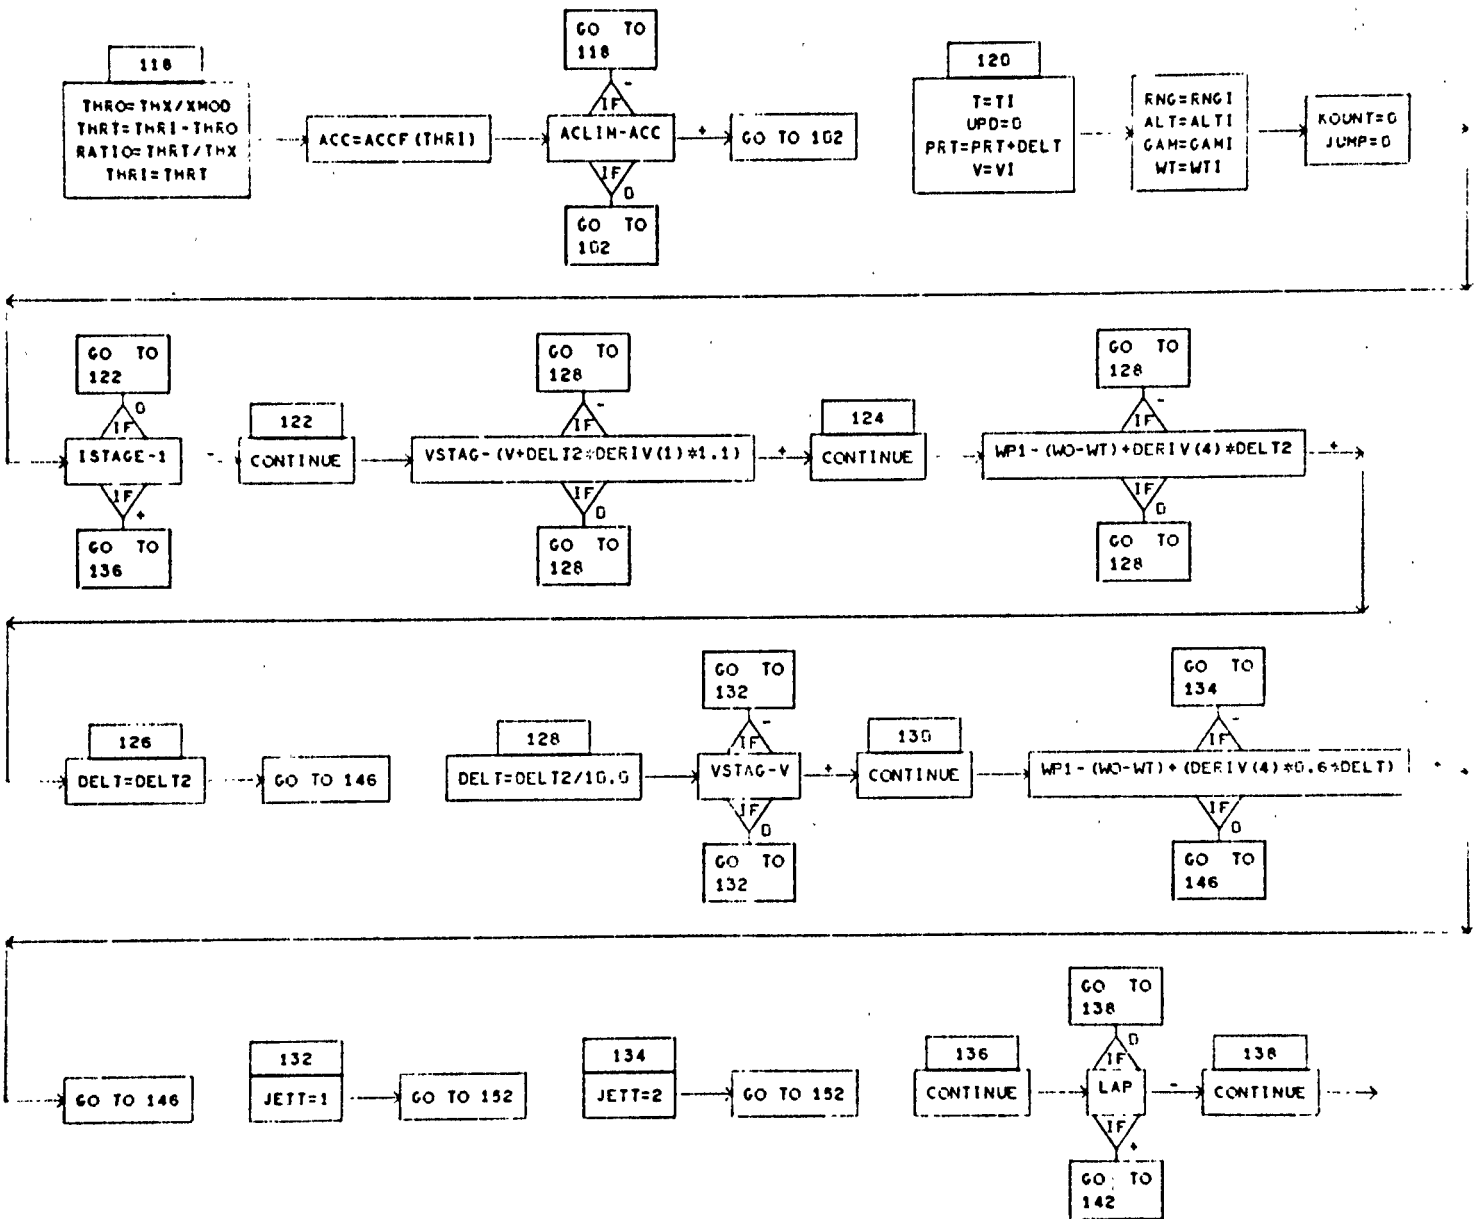 118
THRO=THX/XMOD
THRT=THRI-THRO
RATIO=THRT/THX
THRI=THRT
ACC=ACCF(THRI)
GO TO
118
-
IF
ACLIM-ACC
+
GO TO 102
IF
0
GO TO
102
120
T=TI
UPD=0
PRT=PRT+DELT
V=VI
RNG=RNGI
ALT=ALTI
GAM=GAMI
WT=WTI
KOUNT=0
JUMP=0
GO TO
122
0
IF
ISTAGE-1
-
IF
+
GO TO
136
122
CONTINUE
GO TO
128
-
IF
VSTAG-(V+DELT2*DERIV(1)*1.1)
+
IF
0
GO TO
128
124
CONTINUE
GO TO
128
-
IF
WP1-(WO-WT)+DERIV(4)*DELT2
+
IF
0
GO TO
128
126
DELT=DELT2
GO TO 146
128
DELT=DELT2/10.0
GO TO
132
-
IF
VSTAG-V
+
IF
0
GO TO
132
130
CONTINUE
GO TO
134
-
IF
WP1-(WO-WT)+(DERIV(4)*0.6*DELT)
+
IF
0
GO TO
146
GO TO 146
132
JETT=1
GO TO 152
134
JETT=2
GO TO 152
136
CONTINUE
GO TO
138
0
IF
LAP
-
IF
+
GO TO
142
138
CONTINUE